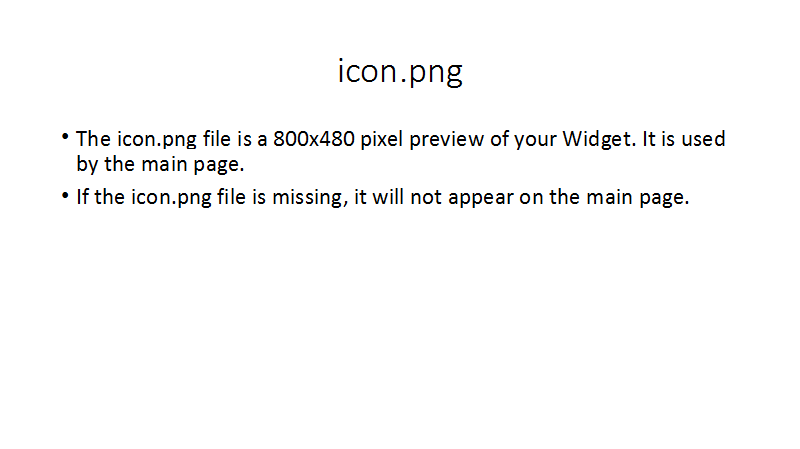 icon.png
• The icon.png file is a 800x480 pixel preview of your Widget. It is used
by the main page.
• If the icon.png file is missing, it will not appear on the main page.